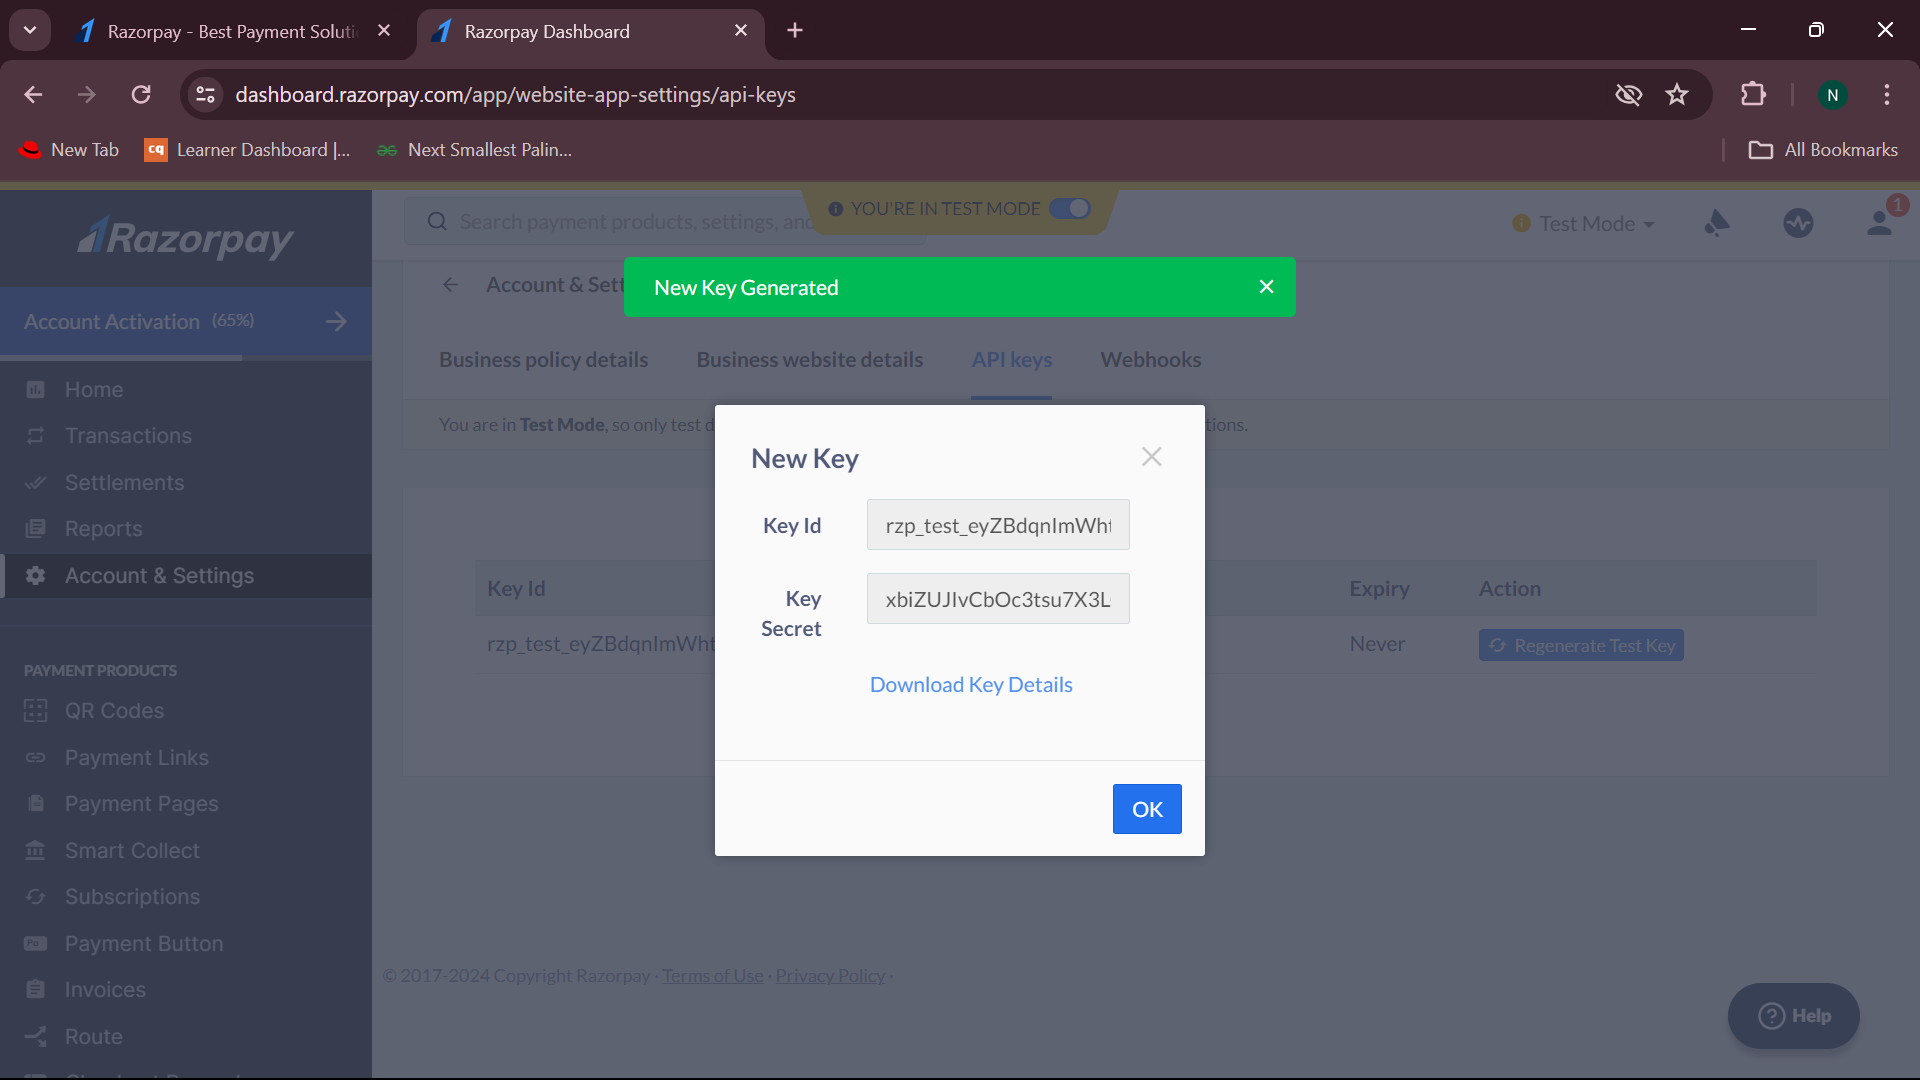 Razorpay - Best Payment Soluti
Razorpay Dashboard
dashboard.razorpay.com/app/website-app-settings/api-keys
N
New Tab
cq
Learner Dashboard |...
Next Smallest Palin...
All Bookmarks
Razorpay
Search payment products, settings, and
YOU'RE IN TEST MODE
Test Mode
1
Account & Sett
New Key Generated
Account Activation (65%)
Business policy details
Business website details
API keys
Webhooks
You are in Test Mode, so only test d
tions.
Home
Transactions
Settlements
Reports
Account & Settings
PAYMENT PRODUCTS
QR Codes
Payment Links
Payment Pages
Smart Collect
Subscriptions
Payment Button
Invoices
Route
New Key
Key Id
rzp_test_eyZBdqnImWht
Key Secret
xbiZUJIvCbOc3tsu7X3L
Download Key Details
OK
Key Id
Expiry
Action
rzp_test_eyZBdqnImWht
Never
Regenerate Test Key
© 2017-2024 Copyright Razorpay · Terms of Use · Privacy Policy ·
Help